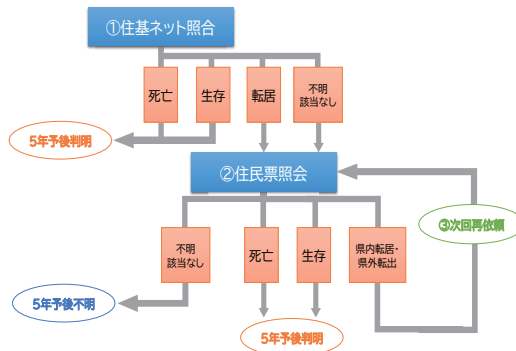 ①住基ネット照合
死亡
生存
転居
不明
該当なし
5年予後判明
②住民票照会
③次回再依頼
不明
該当なし
死亡
生存
県内転居・
県外転出
5年予後不明
5年予後判明